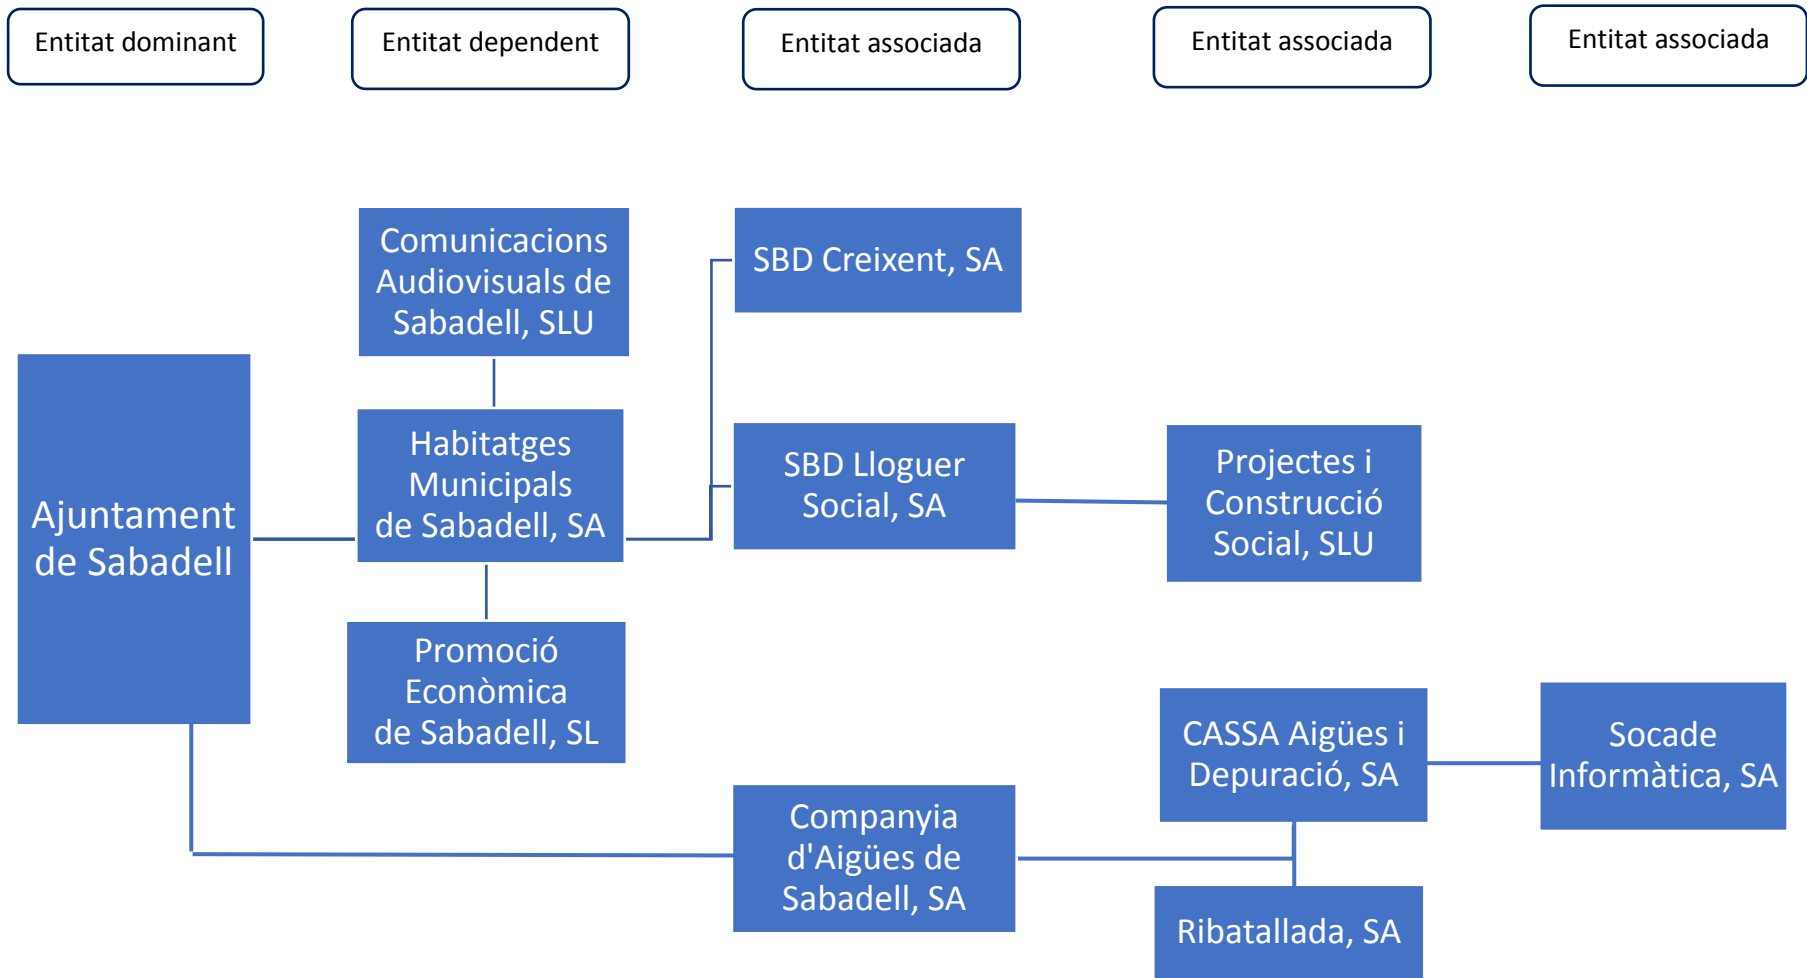 Entitat dominant
Entitat dependent
Entitat associada
Entitat associada
Entitat associada
Comunicacions
Audiovisuals de
Sabadell, SLU
SBD Creixent, SA
Ajuntament
de Sabadell
Habitatges
Municipals
de Sabadell, SA
SBD Lloguer
Social, SA
Projectes i
Construcció
Social, SLU
Promoció
Econòmica
de Sabadell, SL
CASSA Aigües i
Depuració, SA
Socade
Informàtica, SA
Companyia
d'Aigües de
Sabadell, SA
Ribatallada, SA